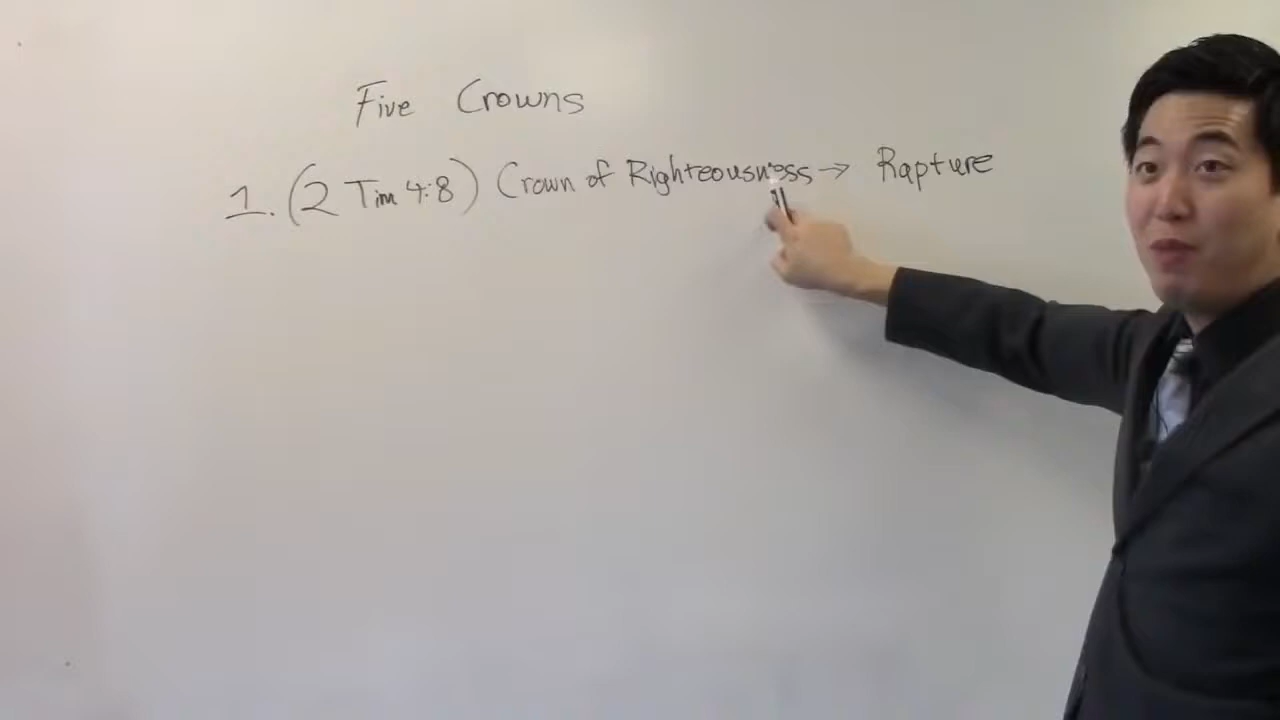 Five Crowns
1. (2 Tim 4:8) Crown of Righteousness → Rapture